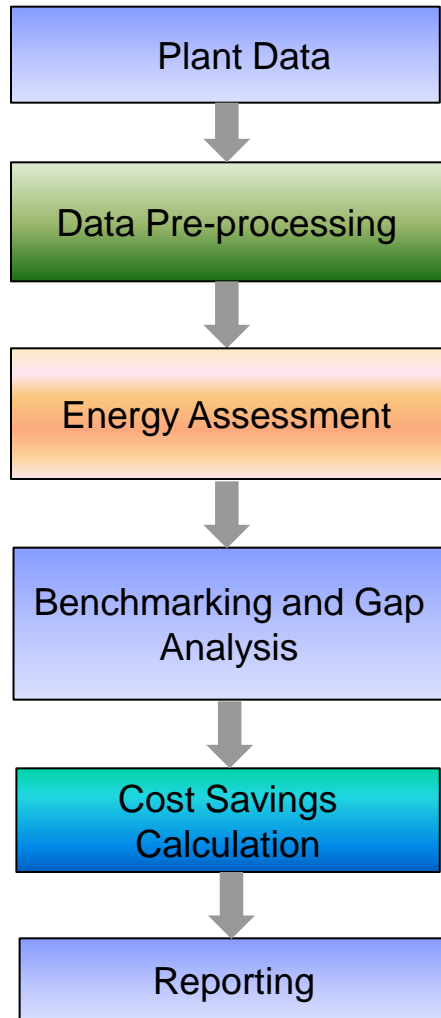 Plant Data
Data Pre-processing
Energy Assessment
Benchmarking and Gap
Analysis
Cost Savings
Calculation
Reporting